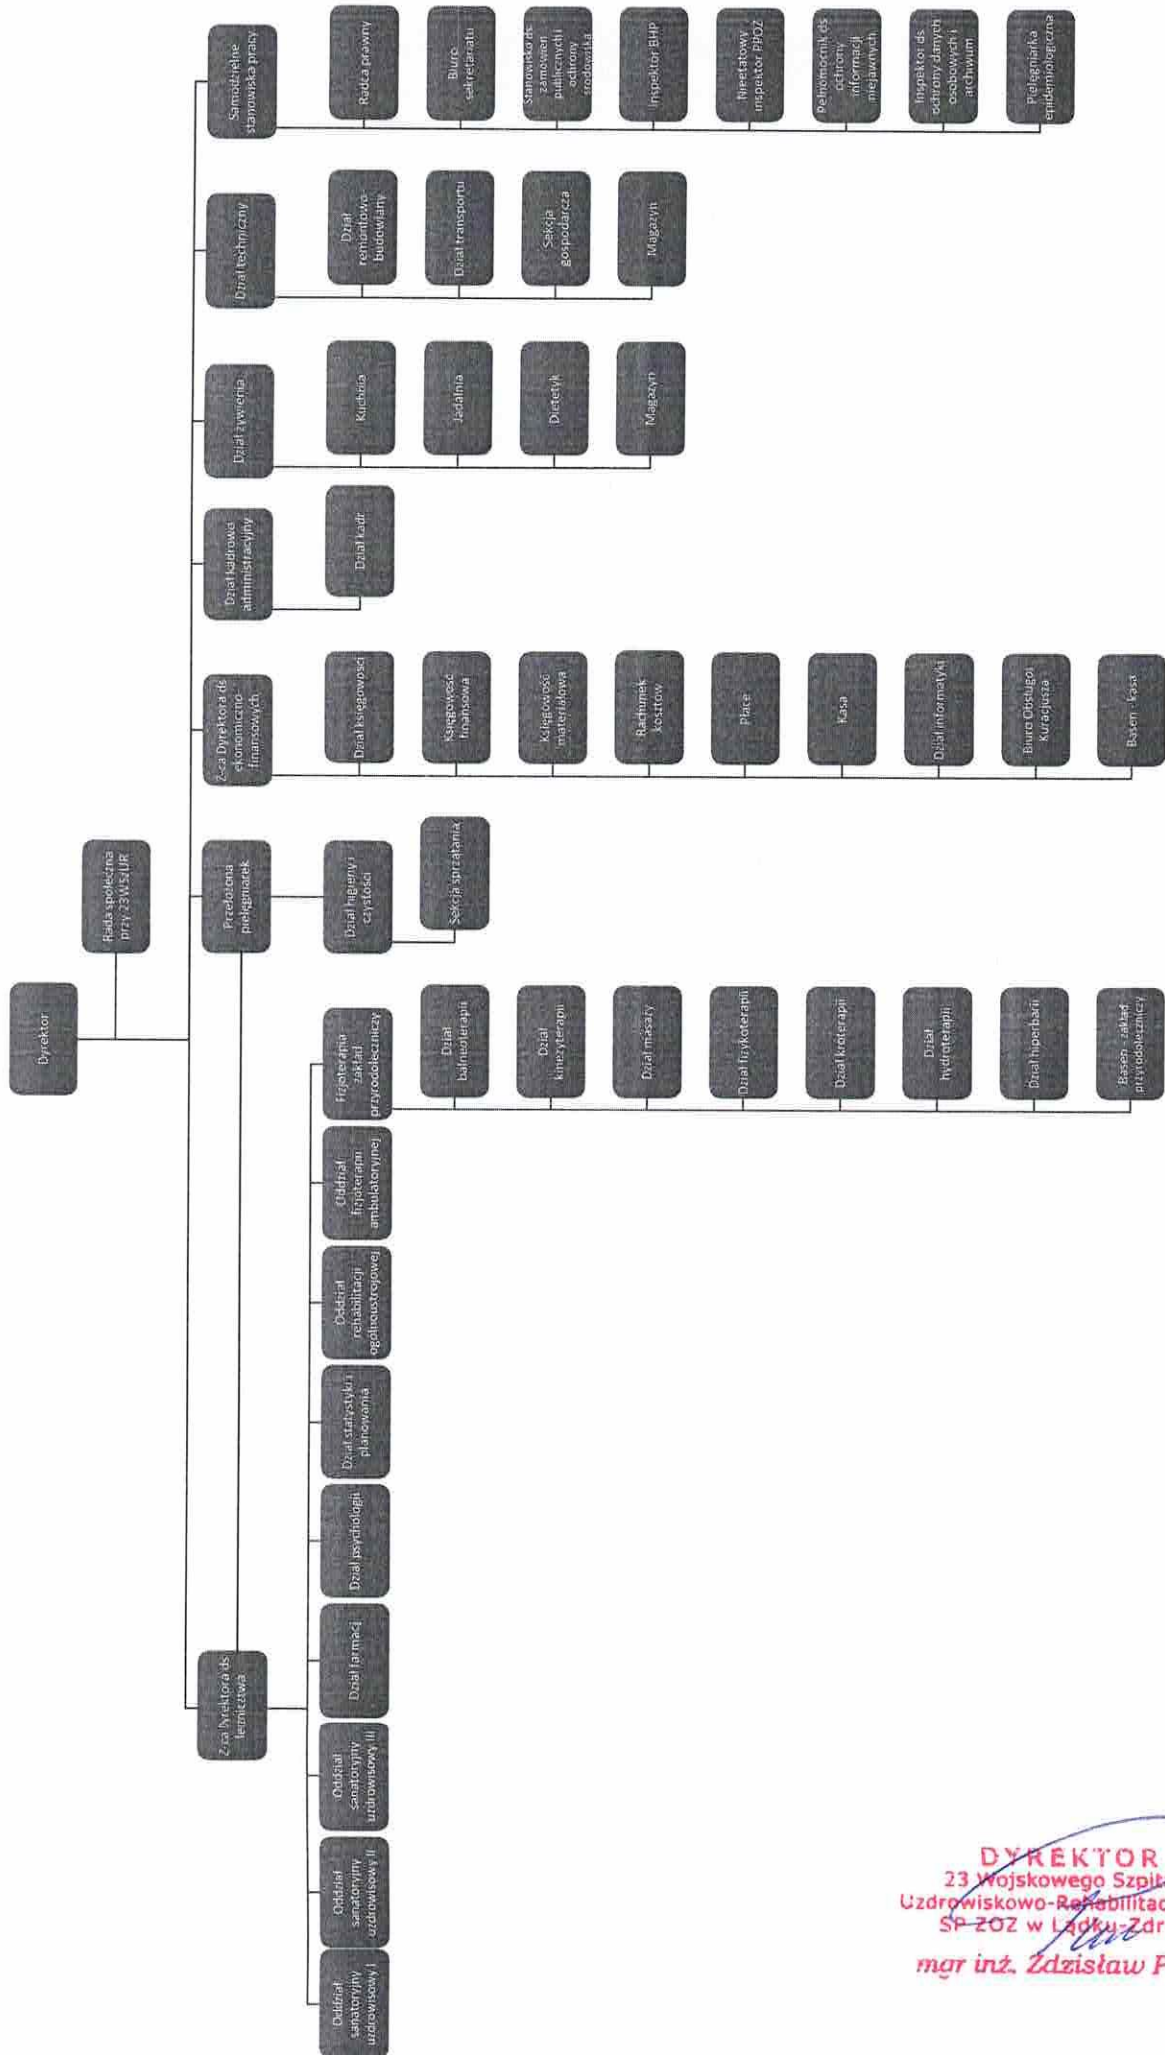 Dyrektor
Rada społeczna
przy 23WSzUR
Z-ca Dyrektora ds
lecznictwa
Przełożona
pielęgniarek
Z-ca Dyrektora ds
ekonomiczno
finansowych
Dział kadrowo
administracyjny
Dział żywienia
Dział techniczny
Samodzielne
stanowiska pracy
Oddział
sanatoryjny
uzdrowisowy I
Oddział
sanatoryjny
uzdrowisowy II
Oddział
sanatoryjny
uzdrowisowy III
Dział farmacji
Dział psychologii
Dział statystyki i
planowania
Oddział
rehabilitacji
ogólnoustrojowej
Oddział
fizjoterapii
ambulatoryjnej
Fizjoterapia
zakład
przyrodoleczniczy
Dział
balneoterapii
Dział
kinezyterapii
Dział masaży
Dział fizykoterapii
Dział krioterapii
Dział
hydroterapii
Dział hiperbarii
Basen - zakład
przyrodoleczniczy
Dział higieny i
czystości
Sekcja sprzątania
Dział księgowości
Księgowość
finansowa
Księgowość
materiałowa
Rachunek
kosztów
Płace
Kasa
Dział informatyki
Biuro Obsługoi
Kuracjusza
Basen - kasa
Dział kadr
Kuchnia
Jadalnia
Dietetyk
Magazyn
Dział
remontowo-
budowlany
Dział transportu
Sekcja
gospodarcza
Magazyn
Radca prawny
Biuro
sekretariatu
Stanowisko ds
zamówień
publicznych i
ochrony
środowiska
Inspektor BHP
Nieetatowy
inspektor PPOŻ
Pełnomocnik ds
ochrony
informacji
niejawnych
Inspektor ds
ochrony danych
osobowych i
archiwum
Pielęgniarka
epidemiologiczna
DYREKTOR
23 Wojskowego Szpit
Uzdrowiskowo-Rehabilitac
SP ZOZ w Lądku-Zdr
mgr inż. Zdzisław P